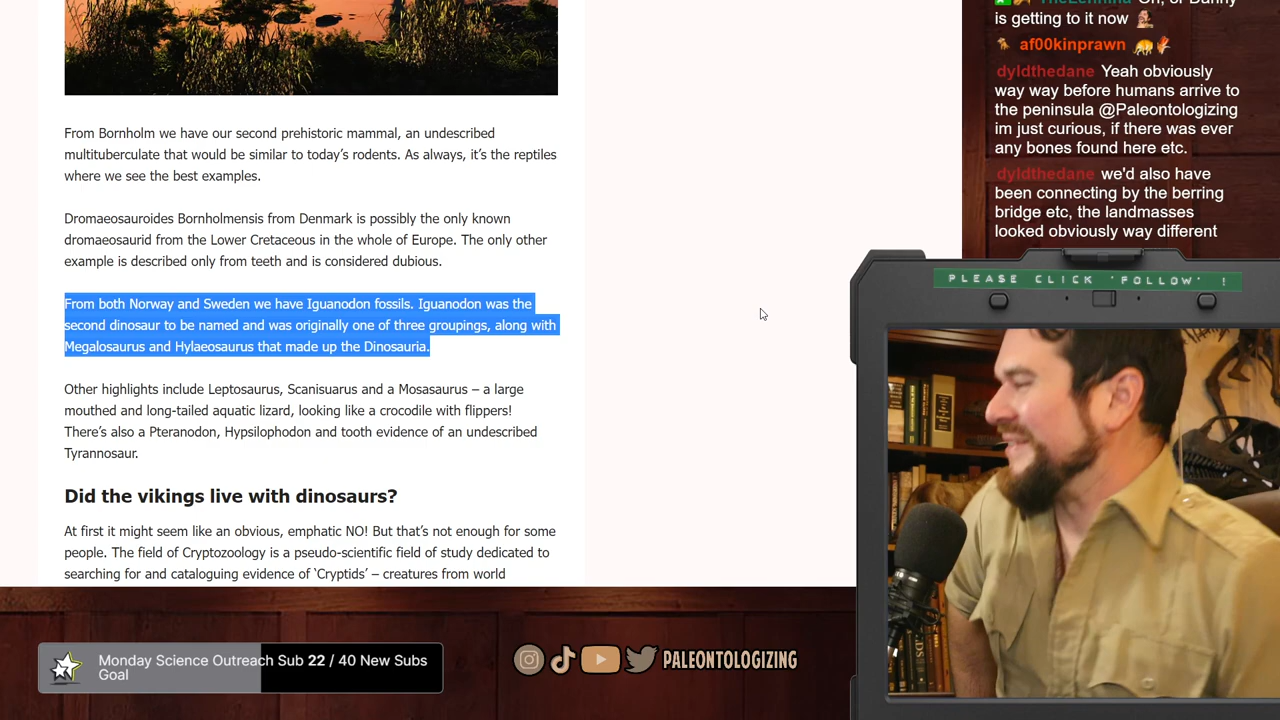 From Bornholm we have our second prehistoric mammal, an undescribed
multituberculate that would be similar to today’s rodents. As always, it’s the reptiles
where we see the best examples.
Dromaeosauroides Bornholmensis from Denmark is possibly the only known
dromaeosaurid from the Lower Cretaceous in the whole of Europe. The only other
example is described only from teeth and is considered dubious.
From both Norway and Sweden we have Iguanodon fossils. Iguanodon was the
second dinosaur to be named and was originally one of three groupings, along with
Megalosaurus and Hylaeosaurus that made up the Dinosauria.
Other highlights include Leptosaurus, Scanisuarus and a Mosasaurus – a large
mouthed and long-tailed aquatic lizard, looking like a crocodile with flippers!
There’s also a Pteranodon, Hypsilophodon and tooth evidence of an undescribed
Tyrannosaur.
Did the vikings live with dinosaurs?
At first it might seem like an obvious, emphatic NO! But that’s not enough for some
people. The field of Cryptozoology is a pseudo-scientific field of study dedicated to
searching for and cataloguing evidence of ‘Cryptids’ – creatures from world
is getting to it now
af00kinprawn
dyldthedane Yeah obviously
way way before humans arrive to
the peninsula @Paleontologizing
im just curious, if there was ever
any bones found here etc.
dyldthedane we'd also have
been connecting by the berring
bridge etc, the landmasses
looked obviously way different
PLEASE CLICK 'FOLLOW' !
Monday Science Outreach Sub 22 / 40 New Subs
Goal
PALEONTOLOGIZING